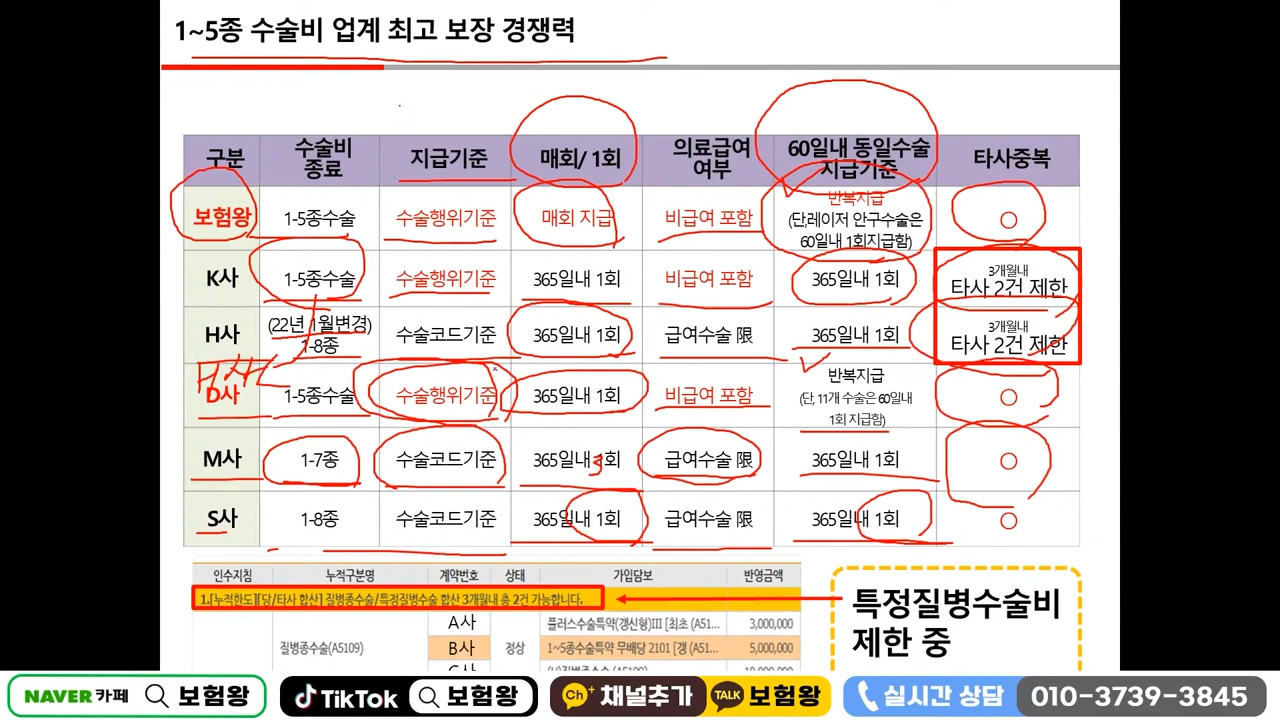 1~5종 수술비 업계 최고 보장 경쟁력
구분 수술비 종료 지급기준 매회/ 1회 의료급여 여부 60일내 동일수술 지급기준 타사중복
보험왕 1-5종수술 수술행위기준 매회 지급 비급여 포함 반복지급 (단,레이저 안구수술은 60일내 1회지급함) ○
K사 1-5종수술 수술행위기준 365일내 1회 비급여 포함 365일내 1회 3개월내 타사 2건 제한
H사 (22년 1월변경) 1-8종 수술코드기준 365일내 1회 급여수술 限 365일내 1회 3개월내 타사 2건 제한
D사 1-5종수술 수술행위기준 365일내 1회 비급여 포함 반복지급 (단, 11개 수술은 60일내 1회 지급함) ○
M사 1-7종 수술코드기준 365일내 회 급여수술 限 365일내 1회 ○
S사 1-8종 수술코드기준 365일내 1회 급여수술 限 365일내 1회 ○
인수지침 누적구분명 계약번호 상태 가입담보 반영금액
1.[누적한도][당/타사 합산] 질병종수술/특정질병수술 합산 3개월내 총 2건 가능합니다.
A사 플러스수술특약(갱신형)III [최초 (A51... 3,000,000
질병종수술(A5109) B사 정상 1~5종수술특약 무배당 2101 [갱 (A51... 5,000,000
특정질병수술비
제한 중
NAVER 카페 보험왕 TikTok 보험왕 Ch+ 채널추가 TALK 보험왕 실시간 상담 010-3739-3845